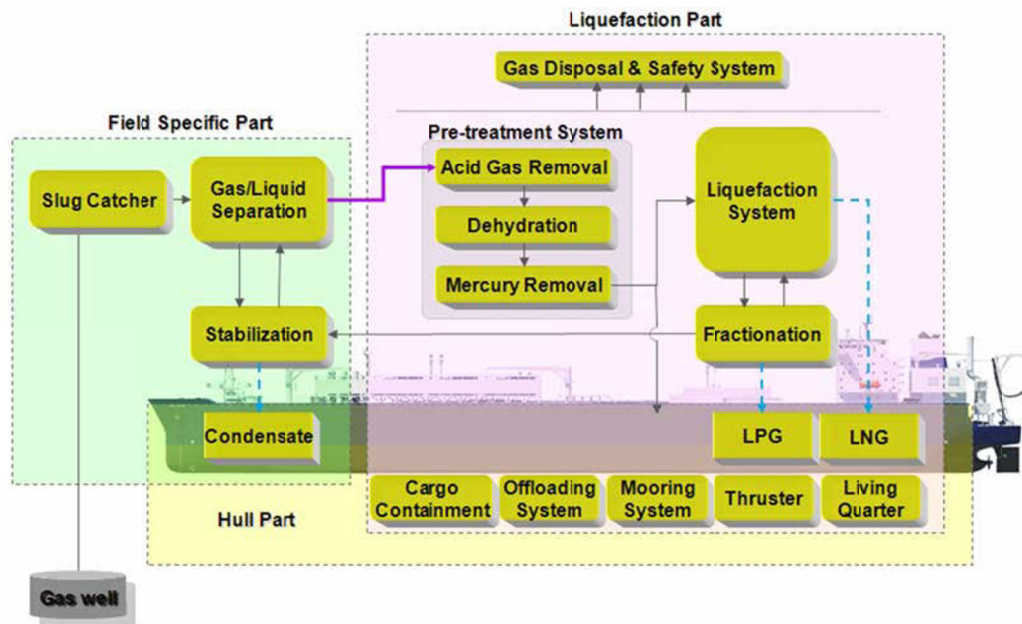 Liquefaction Part
Gas Disposal & Safety System
Field Specific Part
Pre-treatment System
Slug Catcher
Gas/Liquid
Separation
Acid Gas Removal
Dehydration
Mercury Removal
Liquefaction
System
Stabilization
Fractionation
Condensate
LPG
LNG
Hull Part
Cargo
Containment
Offloading
System
Mooring
System
Thruster
Living
Quarter
Gas well